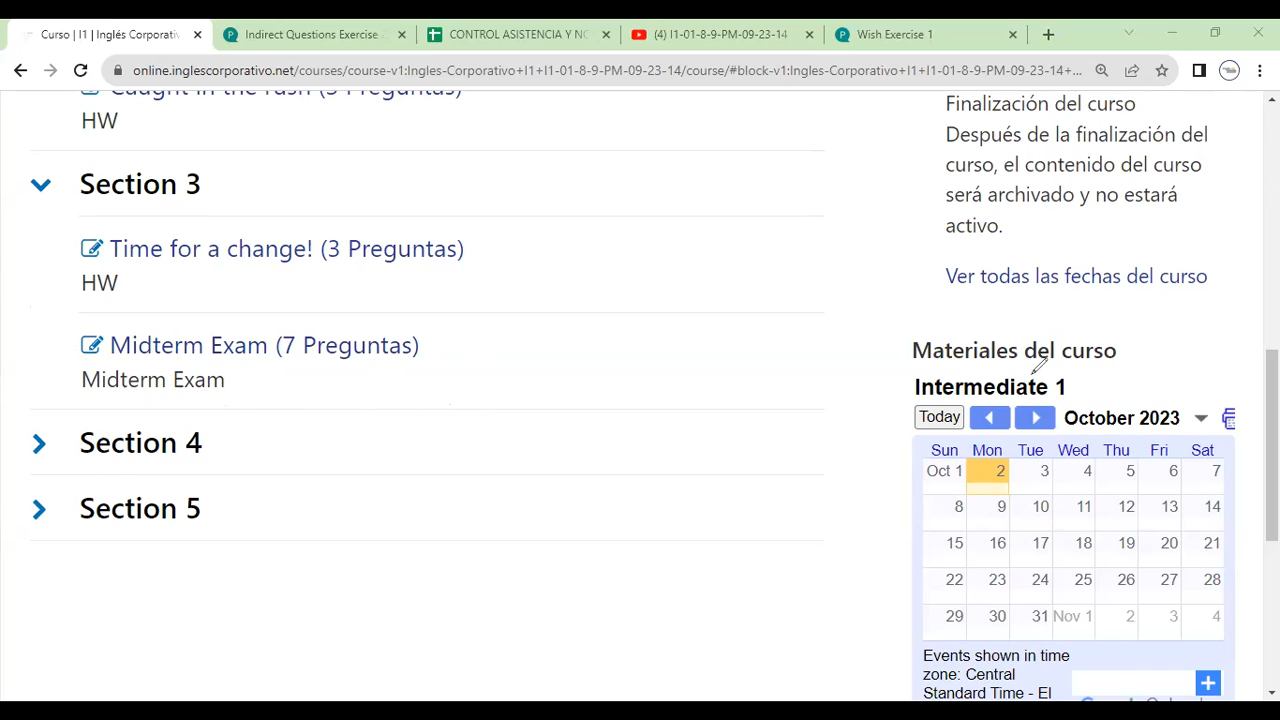 Curso | I1 | Inglés Corporativ
Indirect Questions Exercise
CONTROL ASISTENCIA Y NO
(4) I1-01-8-9-PM-09-23-14
Wish Exercise 1
online.inglescorporativo.net/courses/course-v1:Ingles-Corporativo+I1+I1-01-8-9-PM-09-23-14/course/#block-v1:Ingles-Corporativo+I1+I1-01-8-9-PM-09-23-14+...
Caught in the rush (5 Preguntas)
HW
Section 3
Time for a change! (3 Preguntas)
HW
Midterm Exam (7 Preguntas)
Midterm Exam
Section 4
Section 5
Finalización del curso
Después de la finalización del
curso, el contenido del curso
será archivado y no estará
activo.
Ver todas las fechas del curso
Materiales del curso
Intermediate 1
Today
October 2023
Sun Mon Tue Wed Thu Fri Sat
Oct 1 2 3 4 5 6 7
8 9 10 11 12 13 14
15 16 17 18 19 20 21
22 23 24 25 26 27 28
29 30 31 Nov 1 2 3 4
Events shown in time
zone: Central
Standard Time - El